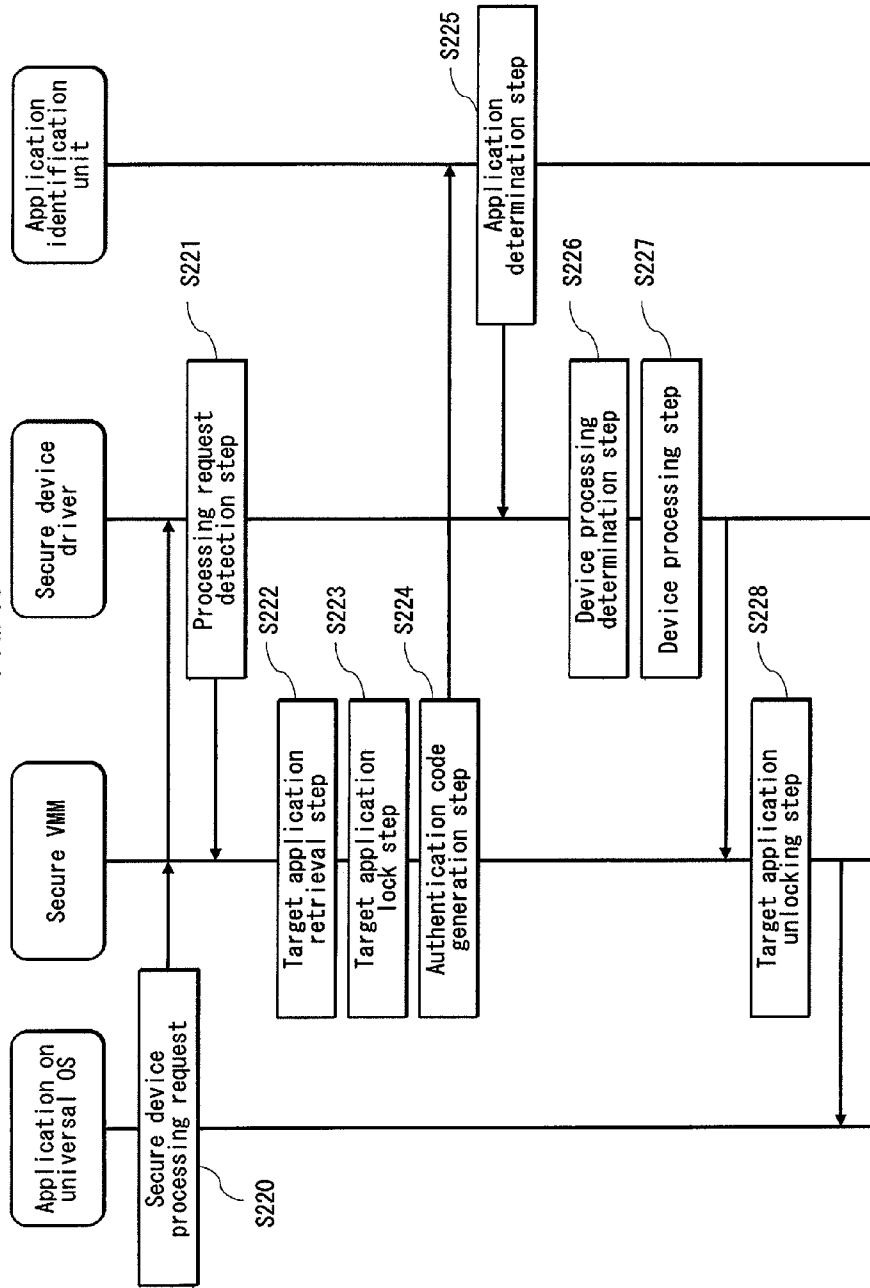 Application on
universal OS
Secure VMM
Secure device
driver
Application
identification
unit
Secure device
processing request
S220
Processing request
detection step
S221
Target application
retrieval step
S222
Target application
lock step
S223
Authentication code
generation step
S224
Application
determination step
S225
Device processing
determination step
S226
Device processing step
S227
Target application
unlocking step
S228